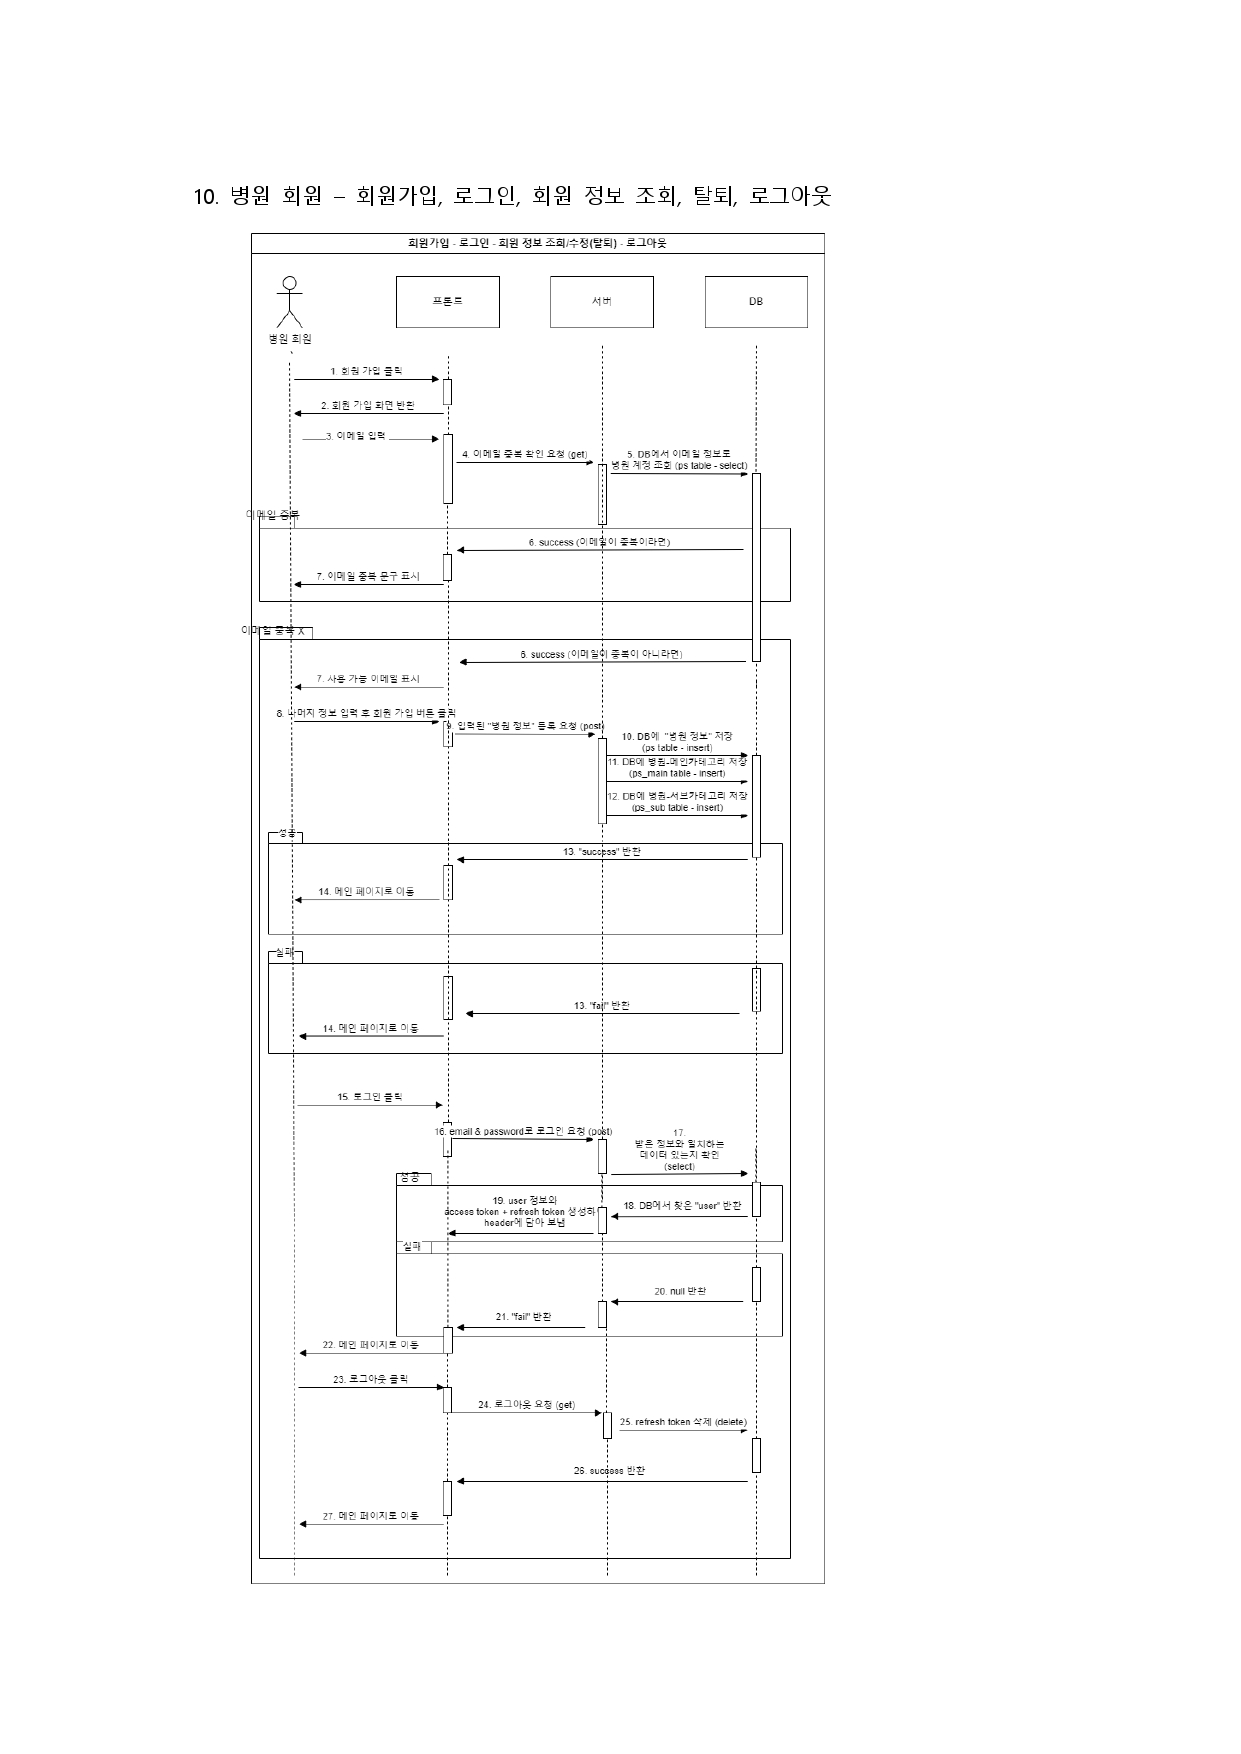 10. 병원 회원 – 회원가입, 로그인, 회원 정보 조회, 탈퇴, 로그아웃
회원가입 - 로그인 - 회원 정보 조회/수정(탈퇴) - 로그아웃
프론트
서버
DB
병원 회원
1. 회원 가입 클릭
2. 회원 가입 화면 반환
3. 이메일 입력
4. 이메일 중복 확인 요청 (get)
5. DB에서 이메일 정보로
병원 계정 조회 (ps table - select)
이메일 중복
6. success (이메일이 중복이라면)
7. 이메일 중복 문구 표시
이메일 중복 X
6. success (이메일이 중복이 아니라면)
7. 사용 가능 이메일 표시
8. 나머지 정보 입력 후 회원 가입 버튼 클릭
9. 입력된 "병원 정보" 등록 요청 (post)
10. DB에 "병원 정보" 저장
(ps table - insert)
11. DB에 병원-메인카테고리 저장
(ps_main table - insert)
12. DB에 병원-서브카테고리 저장
(ps_sub table - insert)
성공
13. "success" 반환
14. 메인 페이지로 이동
실패
13. "fail" 반환
14. 메인 페이지로 이동
15. 로그인 클릭
16. email & password로 로그인 요청 (post)
17.
받은 정보와 일치하는
데이터 있는지 확인
(select)
성공
18. DB에서 찾은 "user" 반환
19. user 정보와
access token + refresh token 생성하
header에 담아 보냄
실패
20. null 반환
21. "fail" 반환
22. 메인 페이지로 이동
23. 로그아웃 클릭
24. 로그아웃 요청 (get)
25. refresh token 삭제 (delete)
26. success 반환
27. 메인 페이지로 이동